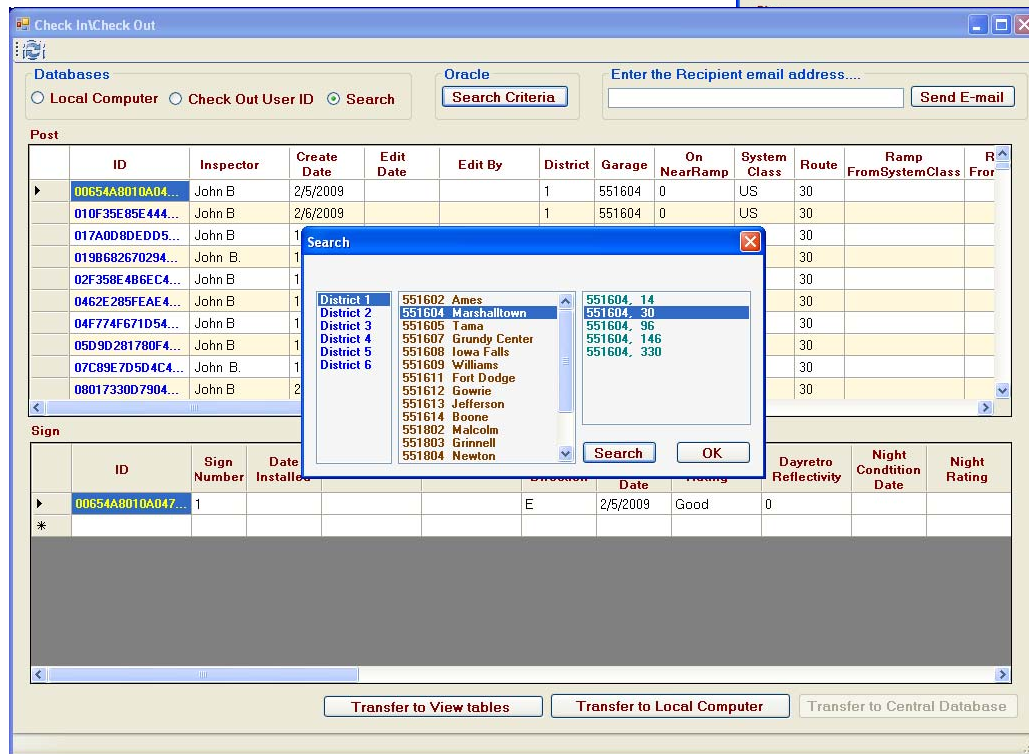 Check In\Check Out
Databases
Local Computer Check Out User ID Search
Oracle
Search Criteria
Enter the Recipient email address....
Send E-mail
Post
ID Inspector Create Date Edit Date Edit By District Garage On NearRamp System Class Route Ramp FromSystemClass
00654A8010A04... John B 2/5/2009 1 551604 0 US 30
010F35E85E444... John B 2/6/2009 1 551604 0 US 30
017A0D8DEDD5... John B 30
019B682670294... John B. 30
02F358E4B6EC4... John B 30
0462E285FEAE4... John B 30
04F774F671D54... John B 30
05D9D281780F4... John B 30
07C89E7D5D4C4... John B. 30
08017330D7904... John B 30
Search
District 1
District 2
District 3
District 4
District 5
District 6
551602 Ames
551604 Marshalltown
551605 Tama
551607 Grundy Center
551608 Iowa Falls
551609 Williams
551611 Fort Dodge
551612 Gowrie
551613 Jefferson
551614 Boone
551802 Malcolm
551803 Grinnell
551804 Newton
551604, 14
551604, 30
551604, 96
551604, 146
551604, 330
Search OK
Sign
ID Sign Number Date Installed Direction Date Rating Dayretro Reflectivity Night Condtition Date Night Rating
00654A8010A047... 1 E 2/5/2009 Good 0
Transfer to View tables Transfer to Local Computer Transfer to Central Database